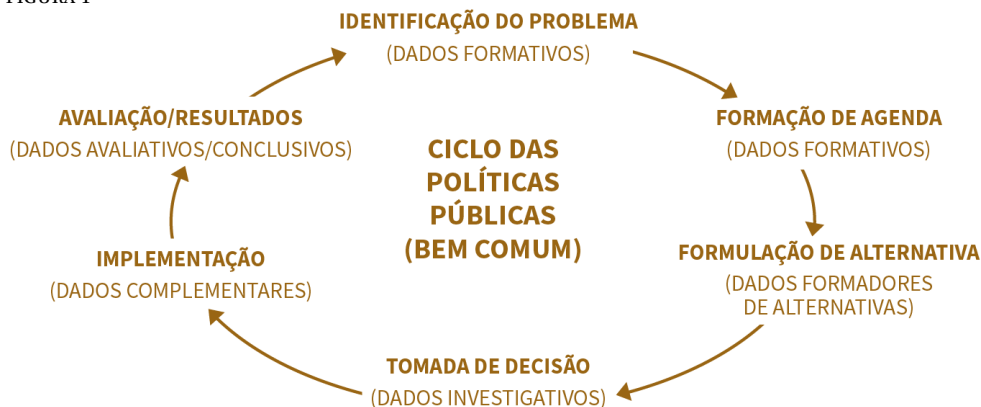 FIGURA 1
IDENTIFICAÇÃO DO PROBLEMA
(DADOS FORMATIVOS)
FORMAÇÃO DE AGENDA
(DADOS FORMATIVOS)
FORMULAÇÃO DE ALTERNATIVA
(DADOS FORMADORES
DE ALTERNATIVAS)
TOMADA DE DECISÃO
(DADOS INVESTIGATIVOS)
IMPLEMENTAÇÃO
(DADOS COMPLEMENTARES)
AVALIAÇÃO/RESULTADOS
(DADOS AVALIATIVOS/CONCLUSIVOS)
CICLO DAS
POLÍTICAS
PÚBLICAS
(BEM COMUM)